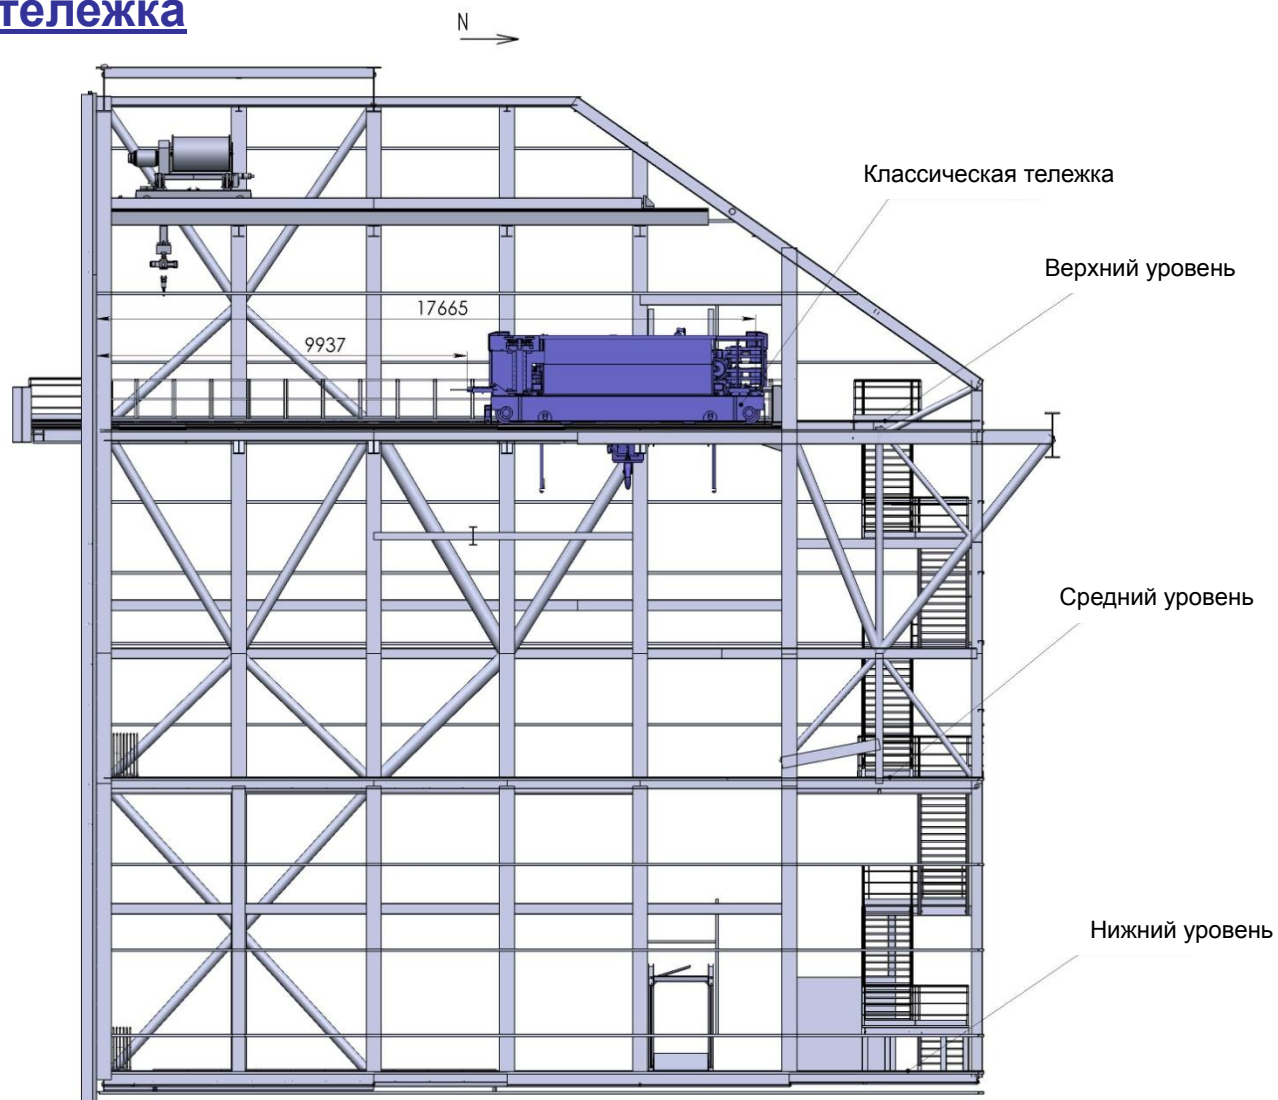 тележка
N
Классическая тележка
Верхний уровень
17665
9937
Средний уровень
Нижний уровень